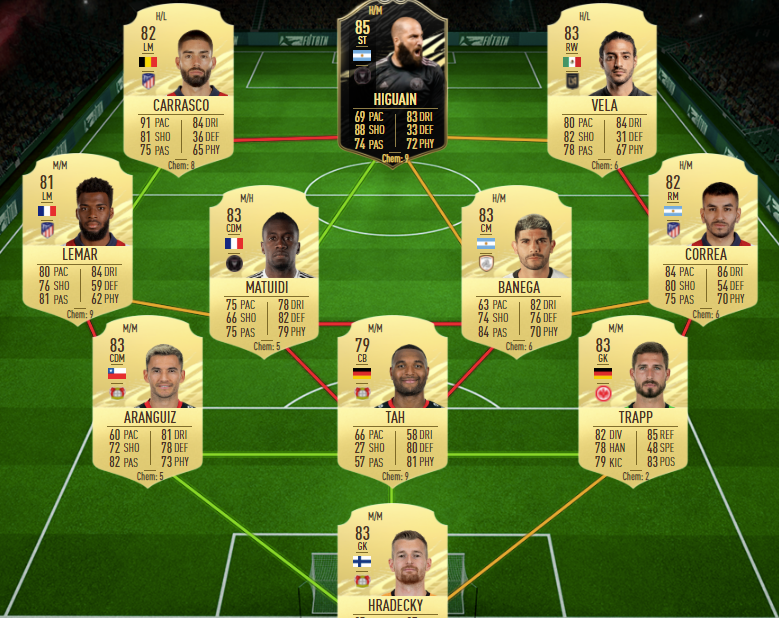 FUTBIN
FUTBIN
H/L
82
LM
CARRASCO
91 PAC 84 DRI
81 SHO 36 DEF
75 PAS 65 PHY
Chem: 8
H/M
85
ST
HIGUAIN
69 PAC 83 DRI
88 SHO 33 DEF
74 PAS 72 PHY
Chem: 9
H/L
83
RW
VELA
80 PAC 84 DRI
82 SHO 31 DEF
78 PAS 67 PHY
Chem: 6
M/M
81
LM
LEMAR
80 PAC 84 DRI
76 SHO 59 DEF
81 PAS 62 PHY
Chem: 9
M/H
83
CDM
MATUIDI
75 PAC 78 DRI
66 SHO 82 DEF
75 PAS 79 PHY
Chem: 5
H/M
83
CM
BANEGA
63 PAC 82 DRI
74 SHO 76 DEF
84 PAS 70 PHY
Chem: 6
H/M
82
RM
CORREA
84 PAC 86 DRI
80 SHO 54 DEF
75 PAS 70 PHY
Chem: 6
M/M
83
CDM
ARANGUIZ
60 PAC 81 DRI
72 SHO 78 DEF
82 PAS 73 PHY
Chem: 5
M/M
79
CB
TAH
66 PAC 58 DRI
27 SHO 80 DEF
57 PAS 81 PHY
Chem: 9
M/M
83
GK
TRAPP
82 DIV 85 REF
78 HAN 48 SPE
79 KIC 83 POS
Chem: 2
M/M
83
GK
HRADECKY